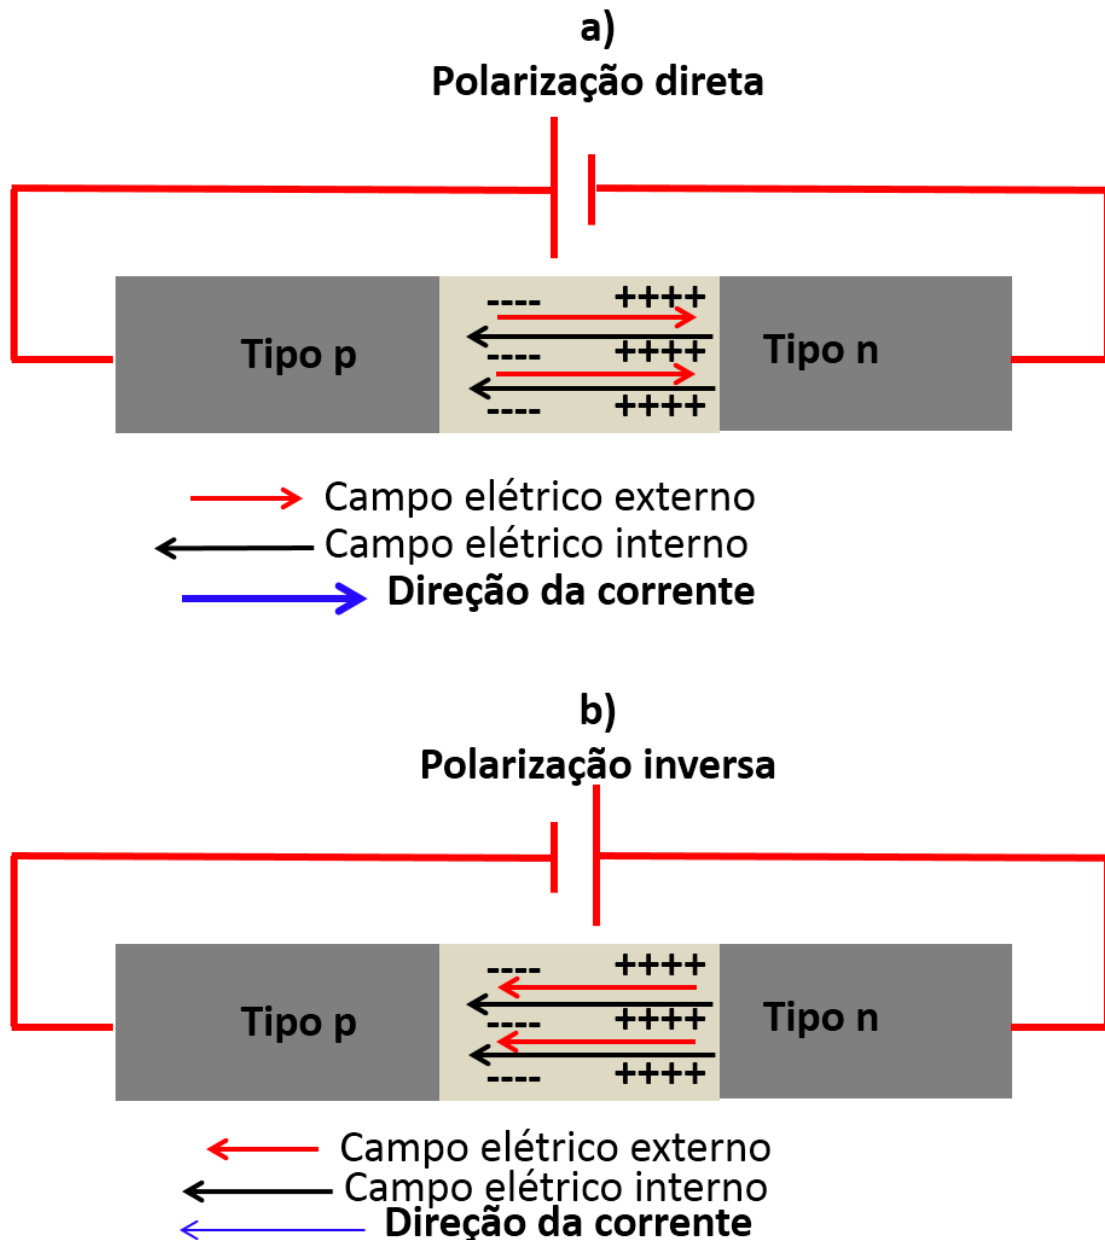 a)
Polarização direta
---- ++++
Tipo p ---- ++++ Tipo n
---- ++++
Campo elétrico externo
Campo elétrico interno
Direção da corrente
b)
Polarização inversa
---- ++++
Tipo p ---- ++++ Tipo n
---- ++++
Campo elétrico externo
Campo elétrico interno
Direção da corrente